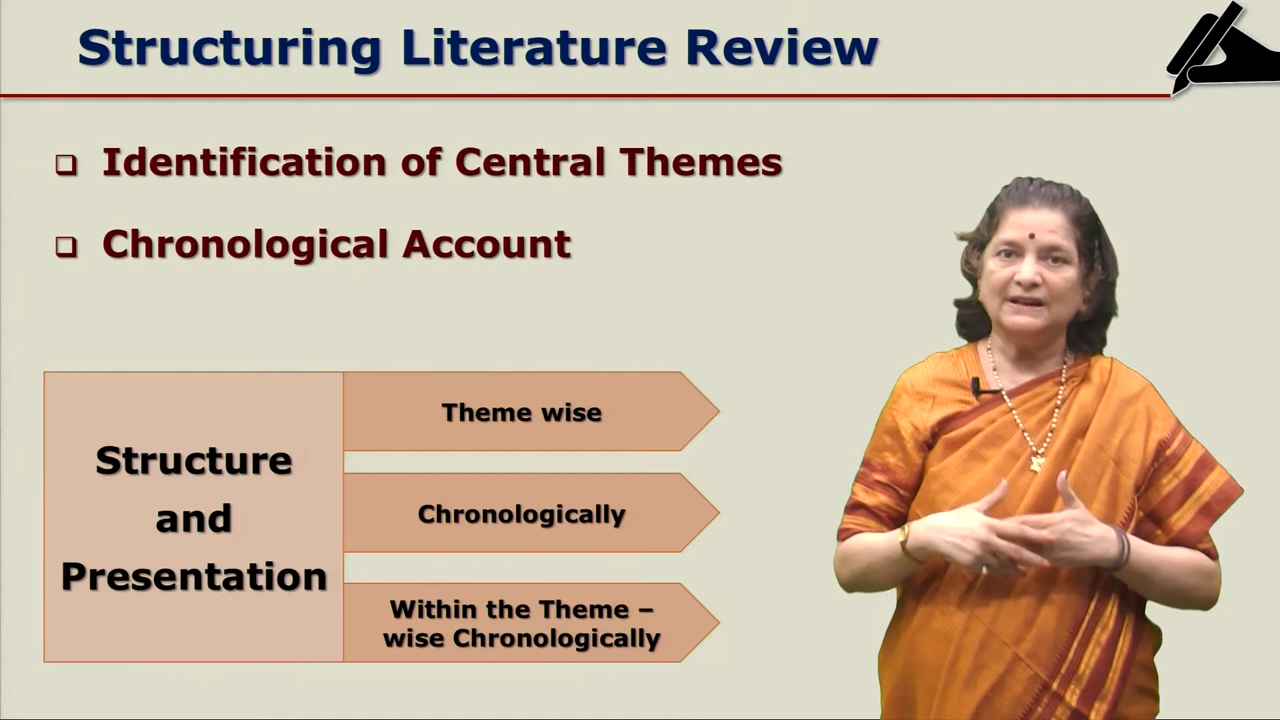 Structuring Literature Review
Identification of Central Themes
Chronological Account
Structure
and
Presentation
Theme wise
Chronologically
Within the Theme –
wise Chronologically